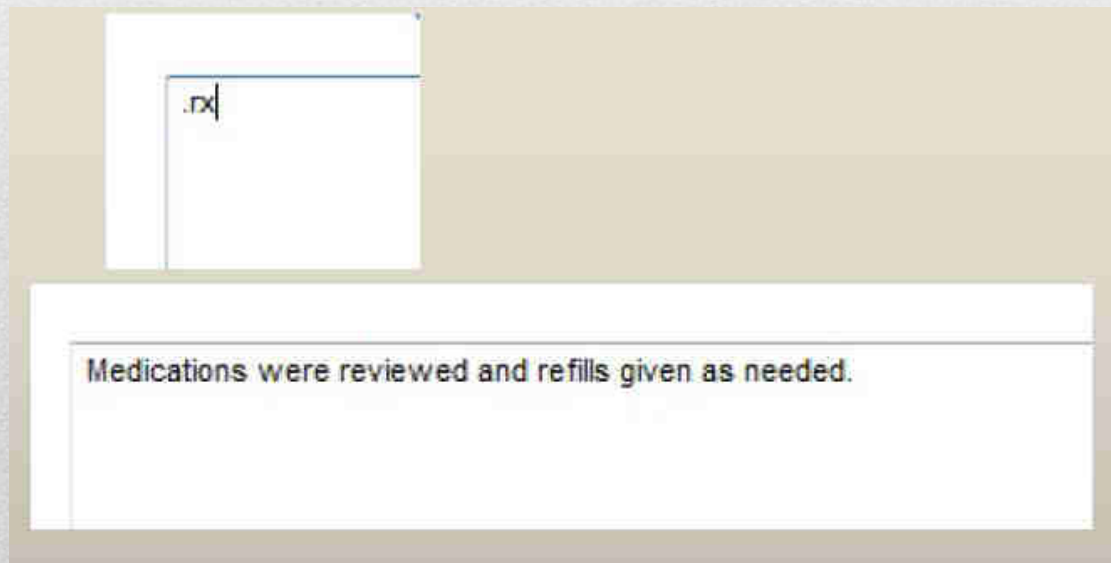 .rx
Medications were reviewed and refills given as needed.